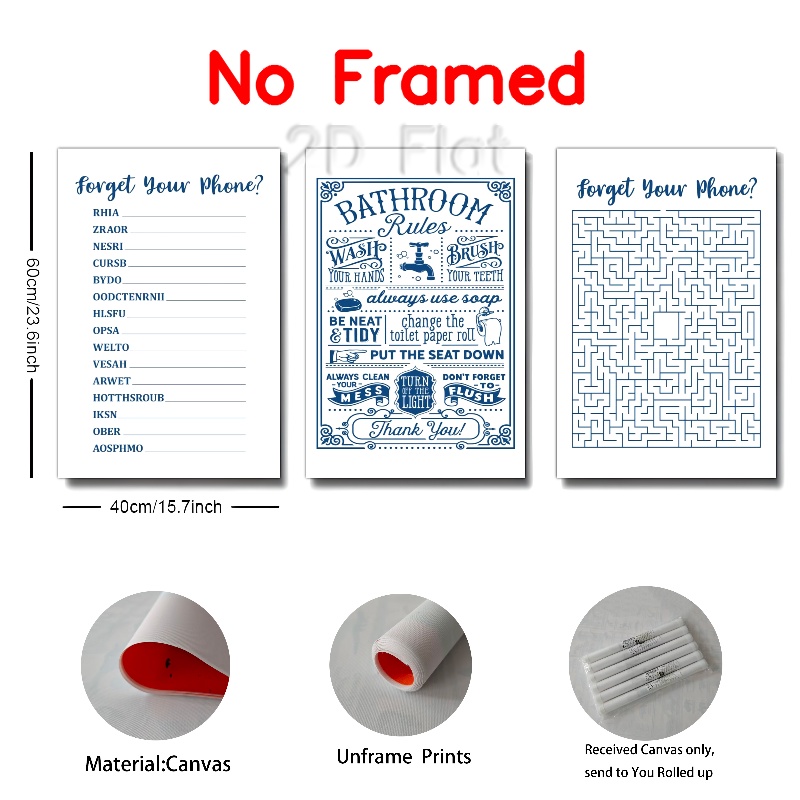 No Framed
2D Flat
60cm/23.6inch
Forget Your Phone?
RHIA
ZRAOR
NESRI
CURSB
BYDO
OODCTENRNII
HLSFU
OPSA
WELTO
VESAH
ARWET
HOTTHSROUB
IKSN
OBER
AOSPHMO
40cm/15.7inch
BATHROOM
Rules
WASH
YOUR HANDS
BRUSH
YOUR TEETH
always use soap
BE NEAT
& TIDY
change the
toilet paper roll
PUT THE SEAT DOWN
ALWAYS CLEAN
YOUR
MESS
TURN
OFF THE
LIGHT
DON'T FORGET
TO
FLUSH
Thank You!
Forget Your Phone?
Material:Canvas
Unframe Prints
Received Canvas only,
send to You Rolled up